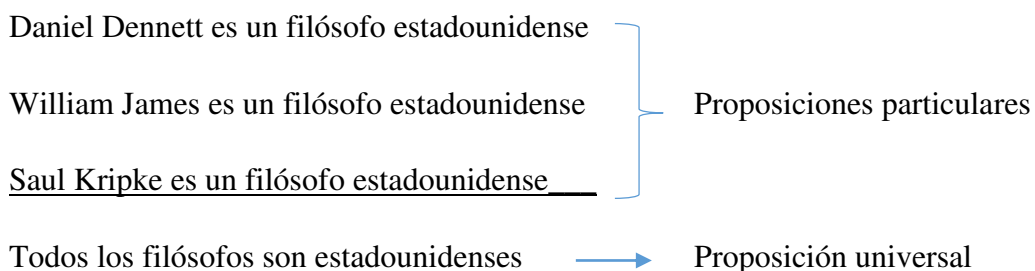 Daniel Dennett es un filósofo estadounidense
William James es un filósofo estadounidense Proposiciones particulares
Saul Kripke es un filósofo estadounidense___
Todos los filósofos son estadounidenses Proposición universal